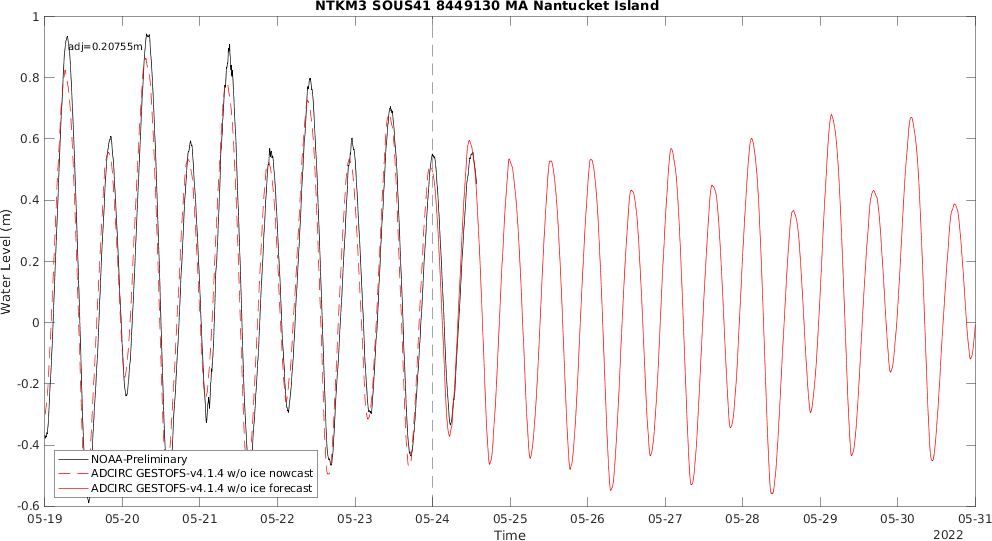 NTKM3 SOUS41 8449130 MA Nantucket Island
adj=0.20755m
1
0.8
0.6
0.4
0.2
0
-0.2
-0.4
-0.6
Water Level (m)
NOAA-Preliminary
ADCIRC GESTOFS-v4.1.4 w/o ice nowcast
ADCIRC GESTOFS-v4.1.4 w/o ice forecast
05-19 05-20 05-21 05-22 05-23 05-24 05-25 05-26 05-27 05-28 05-29 05-30 05-31
Time
2022